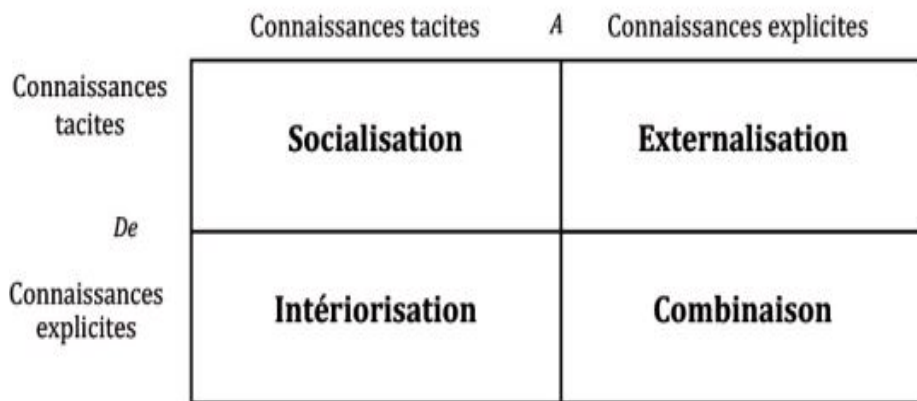 Connaissances tacites A Connaissances explicites
Connaissances
tacites
Socialisation Externalisation
De
Connaissances
explicites
Intériorisation Combinaison